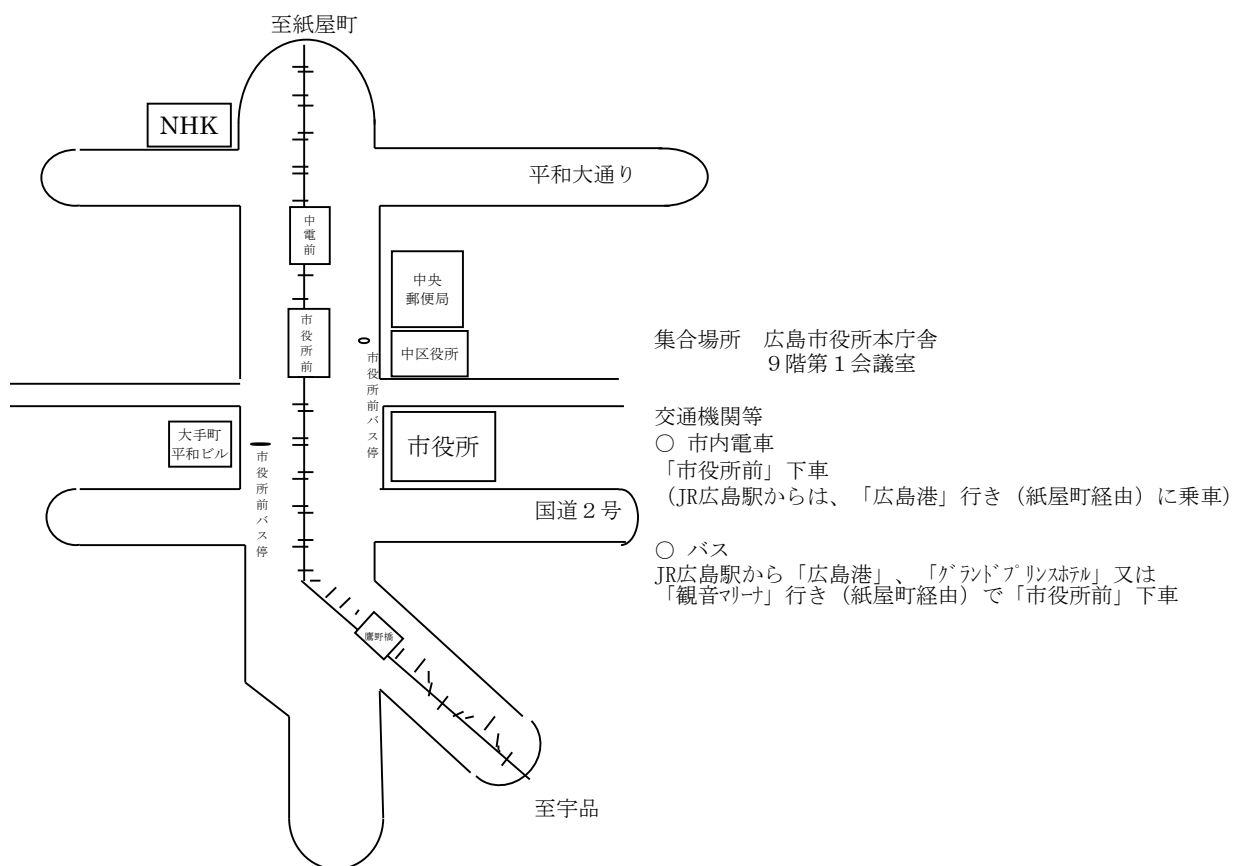 至紙屋町
NHK
平和大通り
中電前
中央
郵便局
市役所前
中区役所
市役所前バス停
大手町
平和ビル
市役所前バス停
市役所
国道２号
鷹野橋
至宇品
集合場所　広島市役所本庁舎
９階第１会議室
交通機関等
○ 市内電車
「市役所前」下車
（JR広島駅からは、「広島港」行き（紙屋町経由）に乗車）
○ バス
JR広島駅から「広島港」、「ｸﾞﾗﾝﾄﾞﾌﾟﾘﾝｽﾎﾃﾙ」又は
「観音ﾏﾘｰﾅ」行き（紙屋町経由）で「市役所前」下車